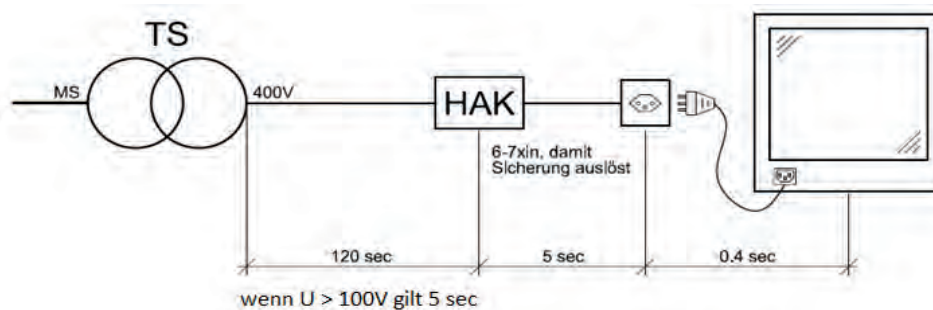 TS
MS
400V
HAK
6-7xin, damit
Sicherung auslöst
120 sec
5 sec
0.4 sec
wenn U > 100V gilt 5 sec